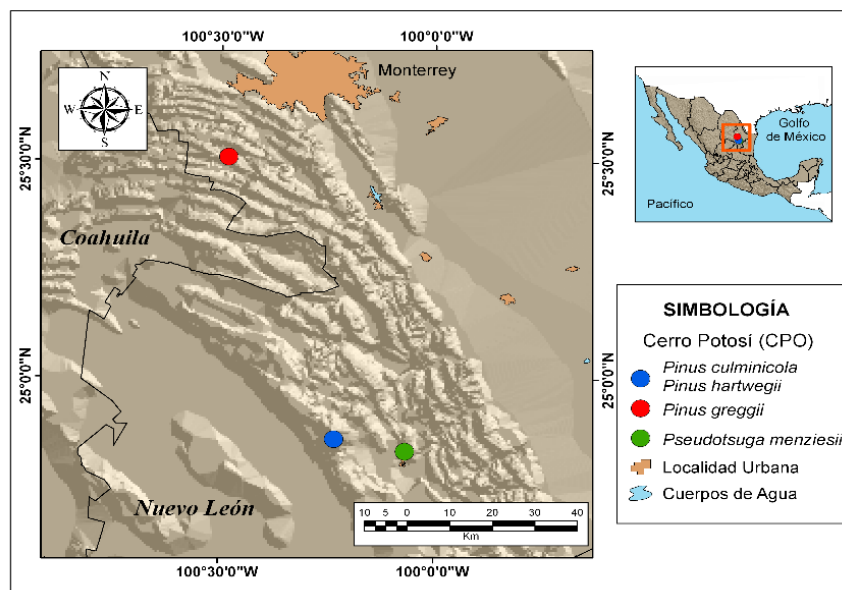 100°30'0"W
100°0'0"W
N
W
E
S
Monterrey
25°30'0"N
25°30'0"N
Coahuila
25°0'0"N
25°0'0"N
Nuevo León
10 5 0 10 20 30 40
Km
100°30'0"W
100°0'0"W
Golfo
de México
Pacífico
SIMBOLOGÍA
Cerro Potosí (CPO)
Pinus culminicola
Pinus hartwegii
Pinus greggii
Pseudotsuga menziesii
Localidad Urbana
Cuerpos de Agua